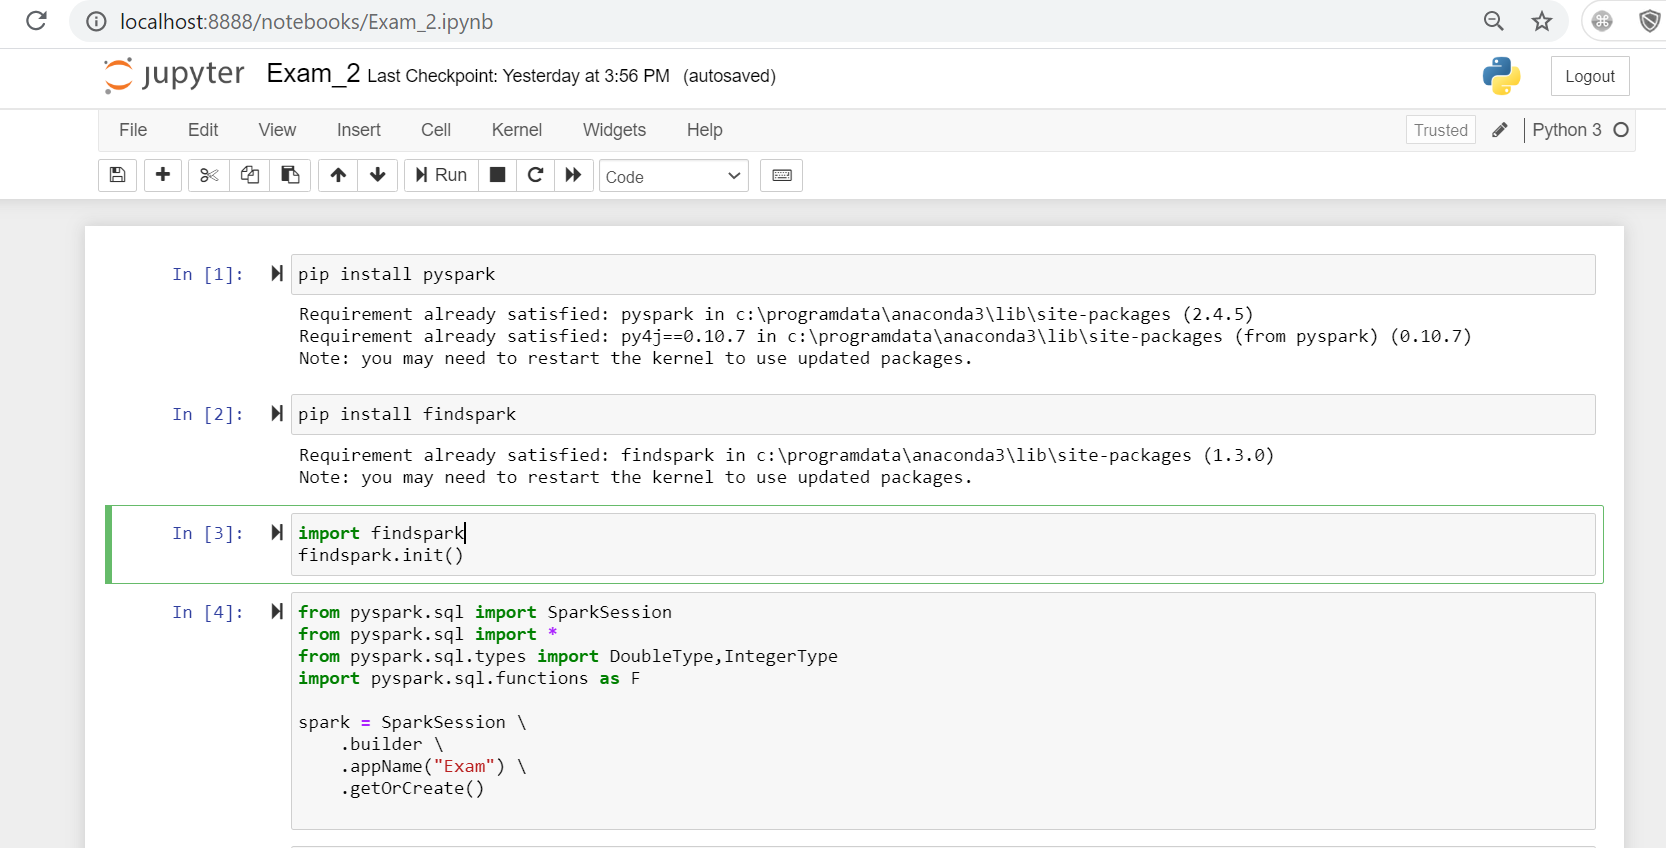 localhost:8888/notebooks/Exam_2.ipynb
jupyter Exam_2 Last Checkpoint: Yesterday at 3:56 PM (autosaved)
Logout
File Edit View Insert Cell Kernel Widgets Help Trusted Python 3
Run Code
In [1]: pip install pyspark
Requirement already satisfied: pyspark in c:\programdata\anaconda3\lib\site-packages (2.4.5)
Requirement already satisfied: py4j==0.10.7 in c:\programdata\anaconda3\lib\site-packages (from pyspark) (0.10.7)
Note: you may need to restart the kernel to use updated packages.
In [2]: pip install findspark
Requirement already satisfied: findspark in c:\programdata\anaconda3\lib\site-packages (1.3.0)
Note: you may need to restart the kernel to use updated packages.
In [3]: import findspark
findspark.init()
In [4]: from pyspark.sql import SparkSession
from pyspark.sql import *
from pyspark.sql.types import DoubleType,IntegerType
import pyspark.sql.functions as F
spark = SparkSession \
    .builder \
    .appName("Exam") \
    .getOrCreate()